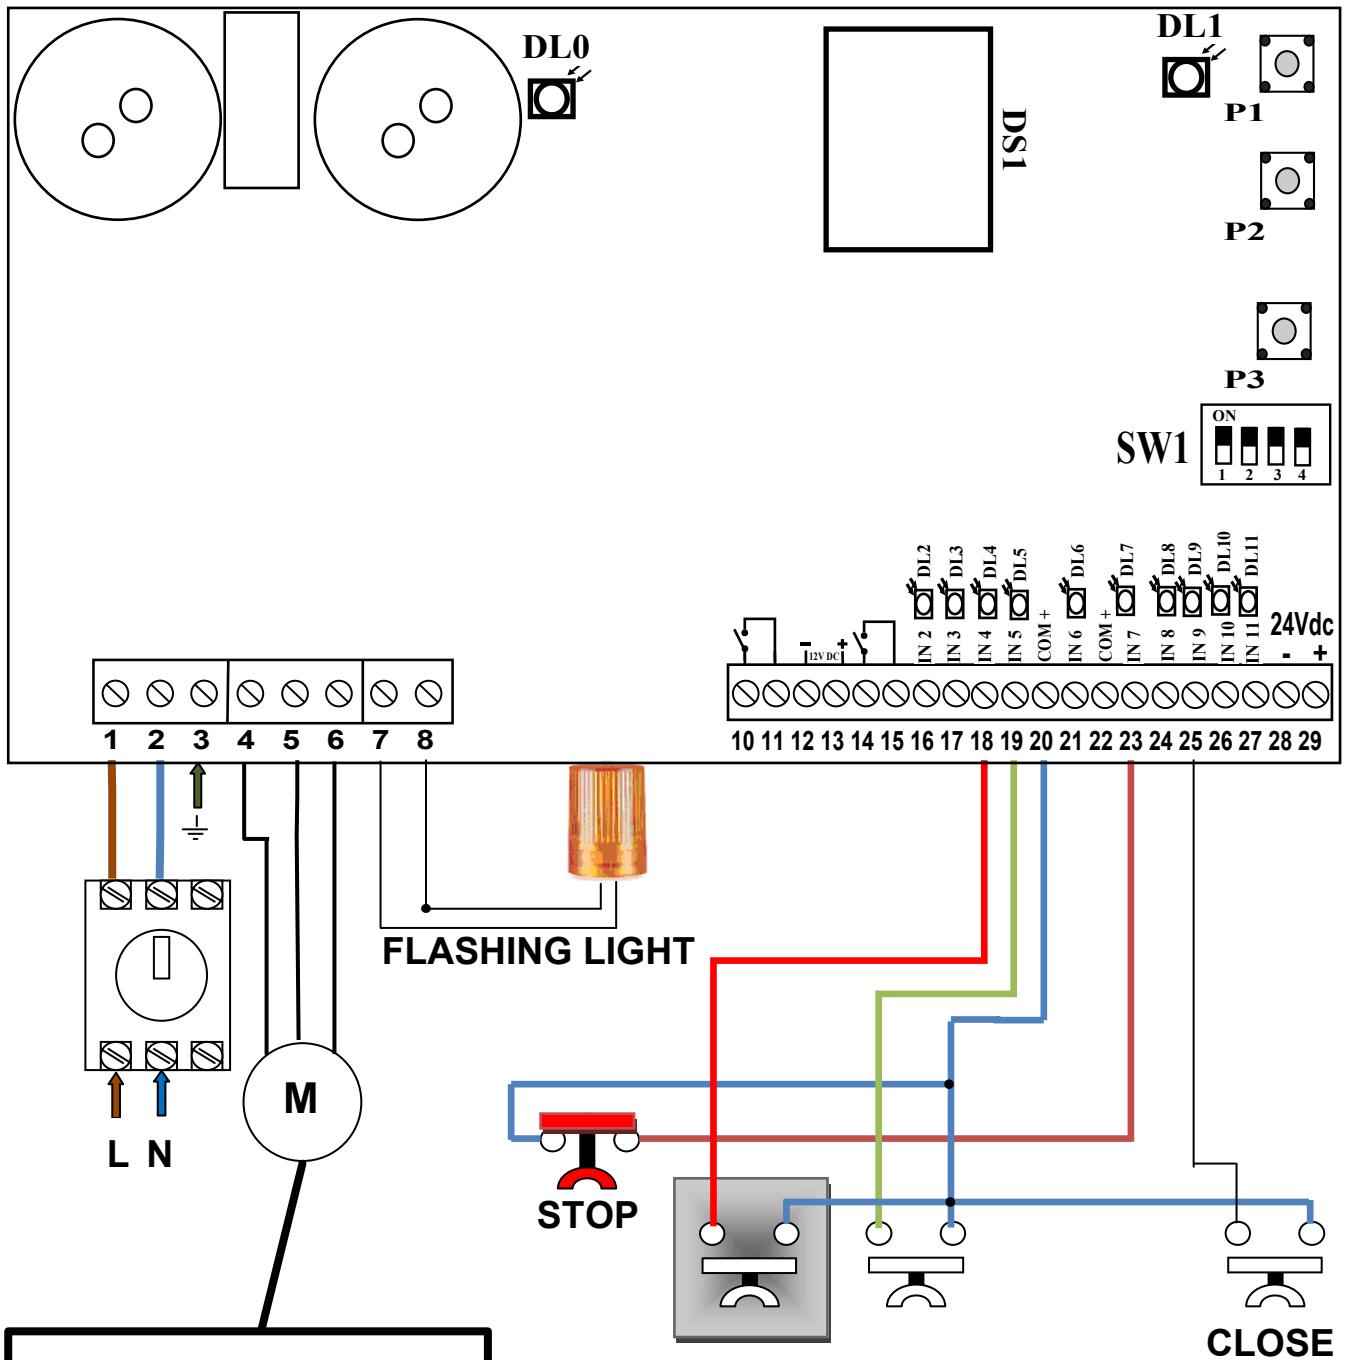 DL0
DL1
P1
DS1
P2
P3
ON
SW1
1 2 3 4
DL2 DL3 DL4 DL5 DL6 DL7 DL8 DL9 DL10 DL11
- 12V DC +
IN 2 IN 3 IN 4 IN 5 COM + IN 6 COM + IN 7 IN 8 IN 9 IN 10 IN 11
24Vdc
- +
1 2 3 4 5 6 7 8
10 11 12 13 14 15 16 17 18 19 20 21 22 23 24 25 26 27 28 29
FLASHING LIGHT
M
L N
STOP
CLOSE